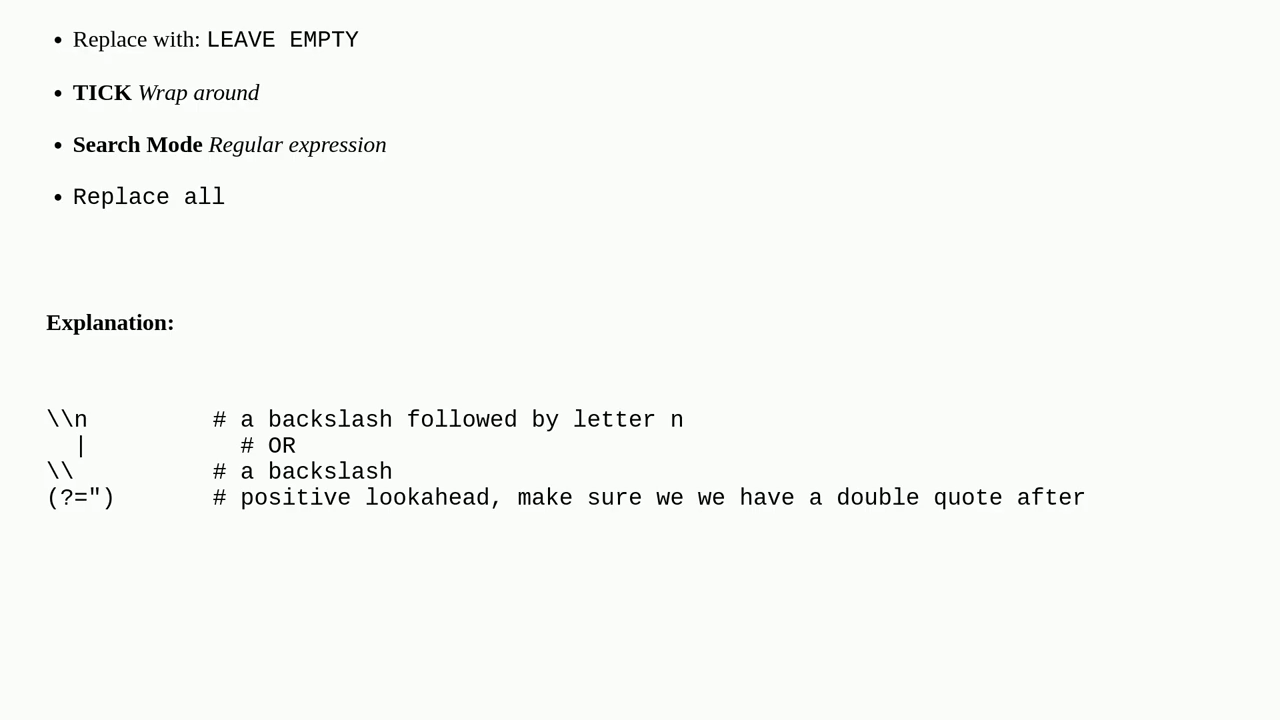 • Replace with: LEAVE EMPTY
• TICK Wrap around
• Search Mode Regular expression
• Replace all
Explanation:
\\n         # a backslash followed by letter n
  |           # OR
\\          # a backslash
(?=")       # positive lookahead, make sure we we have a double quote after